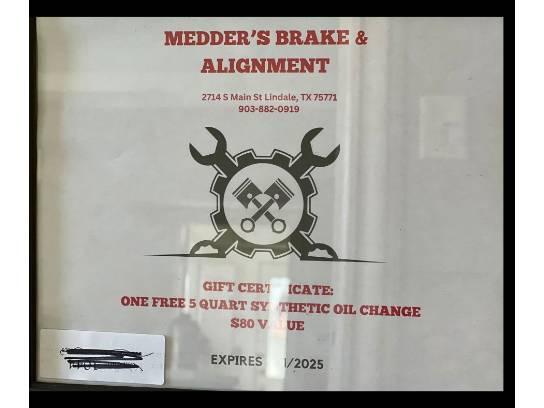 MEDDER'S BRAKE &
ALIGNMENT
2714 S Main St Lindale, TX 75771
903-882-0919
GIFT CERTIFICATE:
ONE FREE 5 QUART SYNTHETIC OIL CHANGE
$80 VALUE
EXPIRES /2025